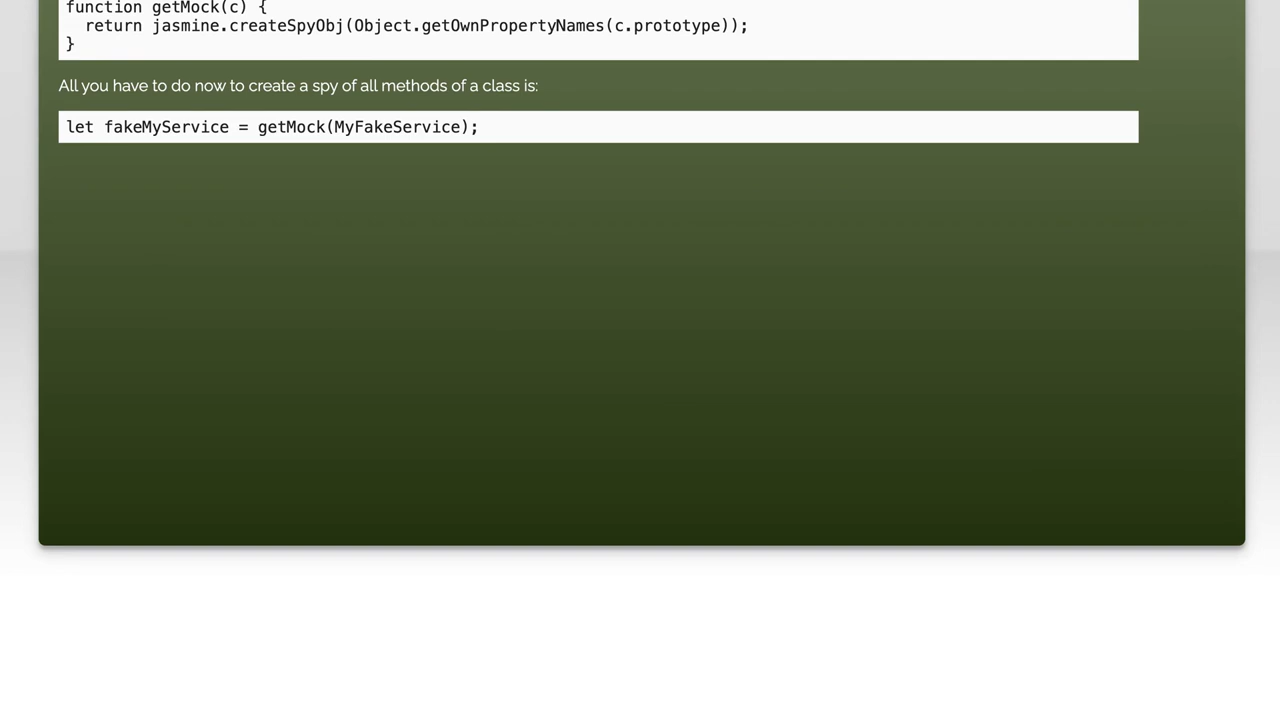 function getMock(c) {
  return jasmine.createSpyObj(Object.getOwnPropertyNames(c.prototype));
}
All you have to do now to create a spy of all methods of a class is:
let fakeMyService = getMock(MyFakeService);